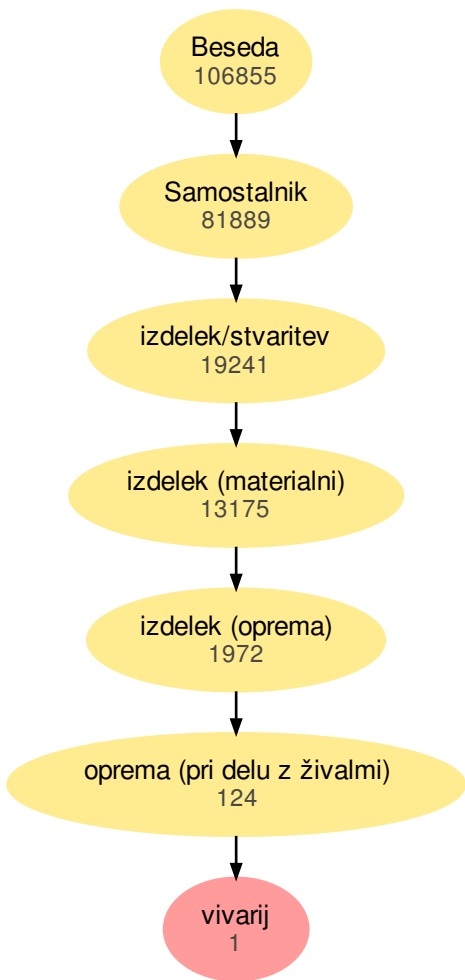 Beseda
106855
Samostalnik
81889
izdelek/stvaritev
19241
izdelek (materialni)
13175
izdelek (oprema)
1972
oprema (pri delu z živalmi)
124
vivarij
1